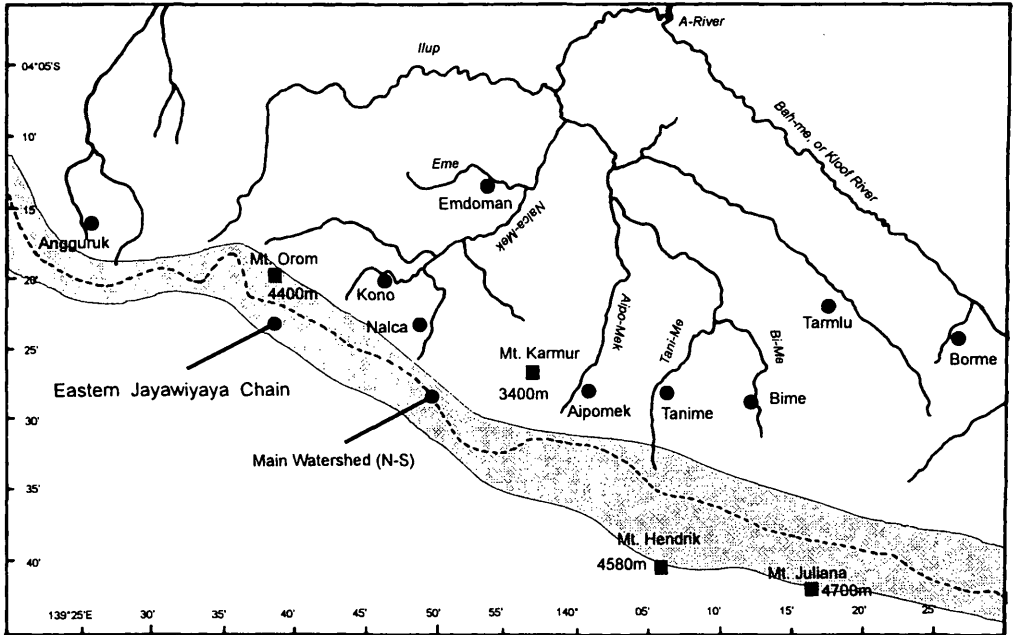 A-River
Ilup
04°05'S
Bah-me, or Kloof River
10'
Eme
Emdoman
Nalca-Mek
15'
Angguruk
Mt. Orom
20'
4400m
Kono
Nalca
Aipo-Mek
Tani-Me
Bi-Me
Tarmlu
Borme
25'
Mt. Karmur
3400m
Eastern Jayawiyaya Chain
Aipomek
Tanime
Bime
30'
Main Watershed (N-S)
35'
Mt. Hendrik
40'
4580m
Mt. Juliana
4700m
139°25'E
30'
35'
40'
45'
50'
55'
140°
05'
10'
15'
20'
25'